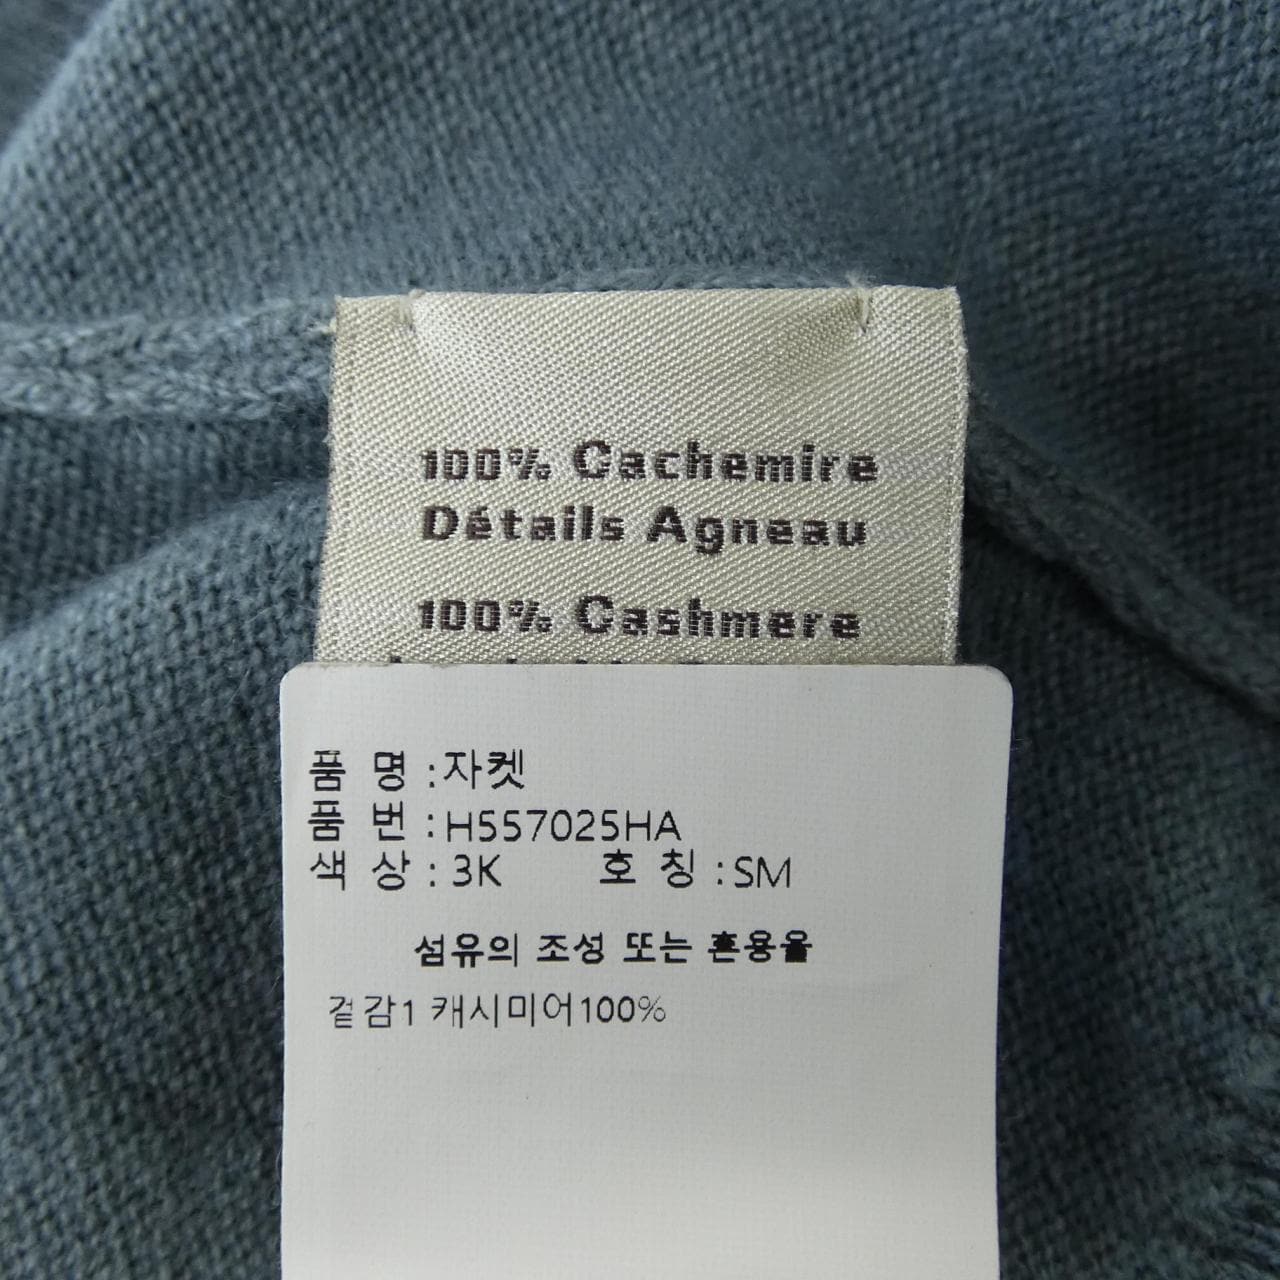 100% Cachemire
Détails Agneau
100% Cashmere
품 명 :자켓
품 번 :H557025HA
색 상 : 3K 호 칭 :SM
섬유의 조성 또는 혼용율
겉감1 캐시미어100%